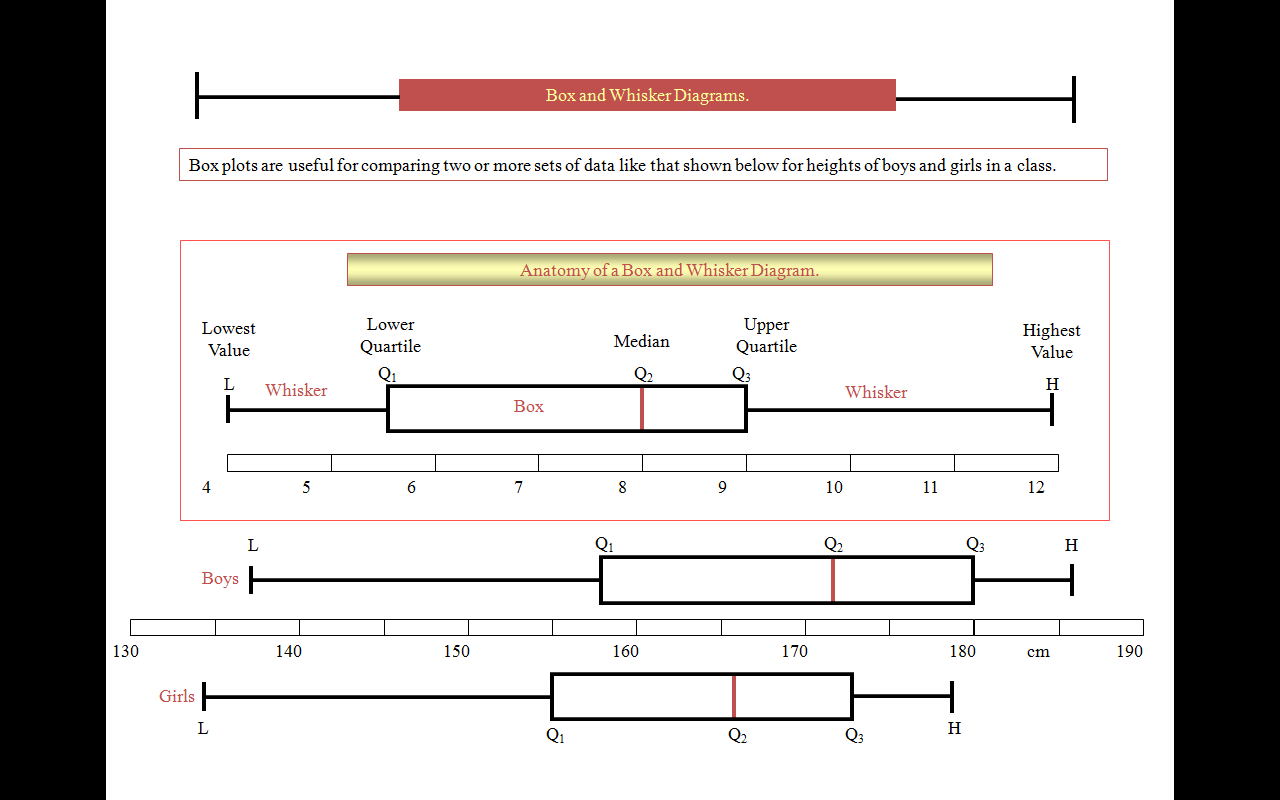 Box and Whisker Diagrams.
Box plots are useful for comparing two or more sets of data like that shown below for heights of boys and girls in a class.
Anatomy of a Box and Whisker Diagram.
Lowest Value
Lower Quartile
Median
Upper Quartile
Highest Value
L
Q1
Q2
Q3
H
Whisker
Box
Whisker
4 5 6 7 8 9 10 11 12
L Q1 Q2 Q3 H
Boys
130 140 150 160 170 180 cm 190
Girls
L Q1 Q2 Q3 H